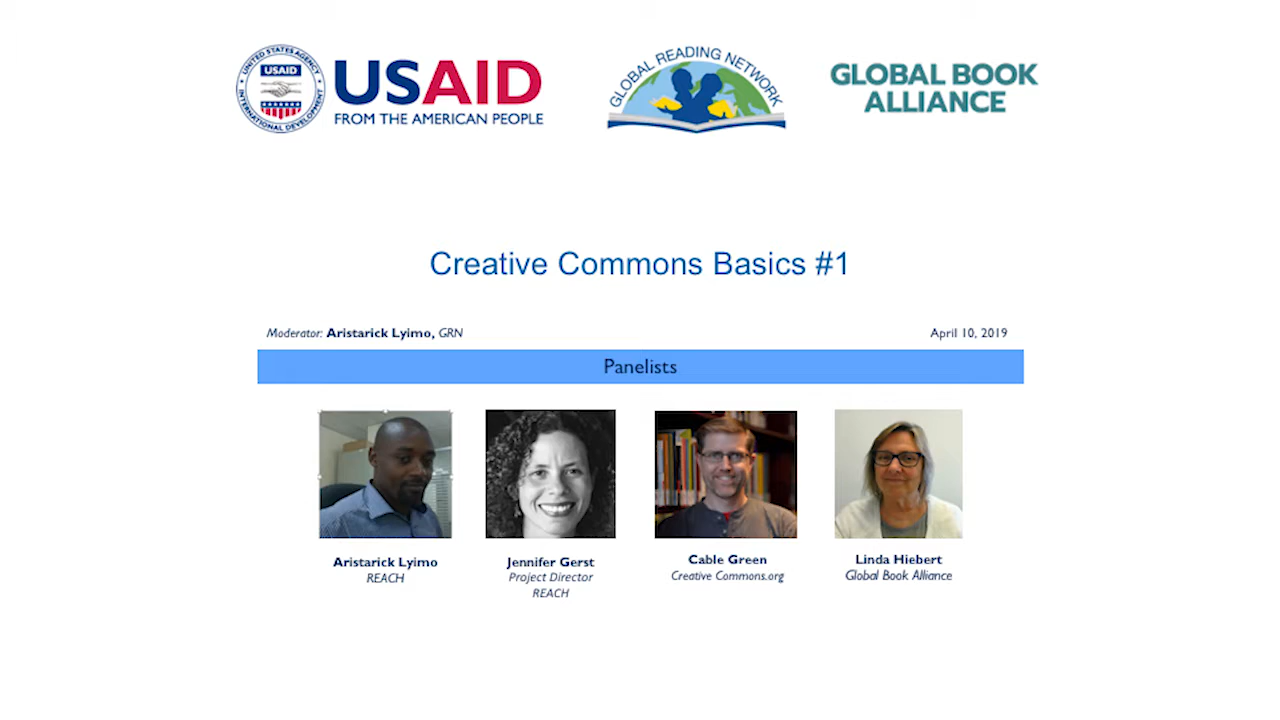 UNITED STATES AGENCY
USAID
INTERNATIONAL DEVELOPMENT
USAID
FROM THE AMERICAN PEOPLE
GLOBAL READING NETWORK
GLOBAL BOOK
ALLIANCE
Creative Commons Basics #1
Moderator: Aristarick Lyimo, GRN
April 10, 2019
Panelists
Aristarick Lyimo
REACH
Jennifer Gerst
Project Director
REACH
Cable Green
Creative Commons.org
Linda Hiebert
Global Book Alliance